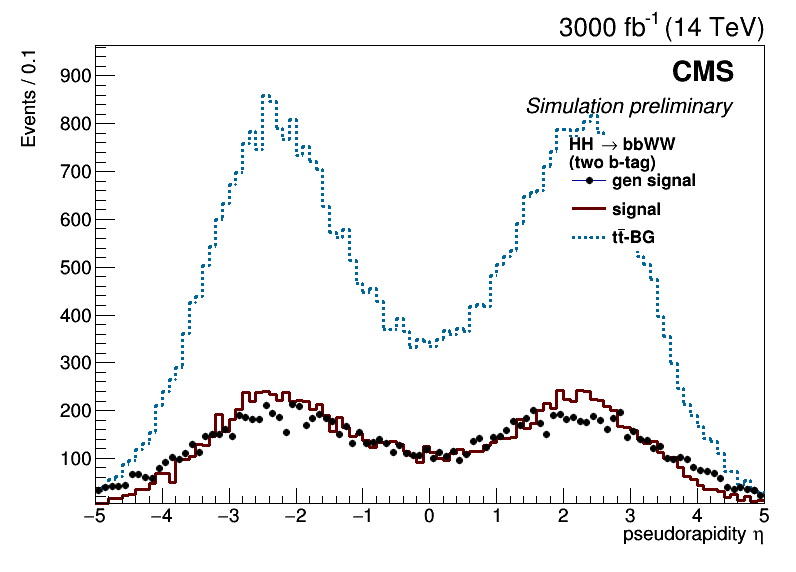 3000 fb⁻¹ (14 TeV)
CMS
Simulation preliminary
HH → bbWW
(two b-tag)
gen signal
signal
tt̄-BG
Events / 0.1
900
800
700
600
500
400
300
200
100
−5 −4 −3 −2 −1 0 1 2 3 4 5
pseudorapidity η